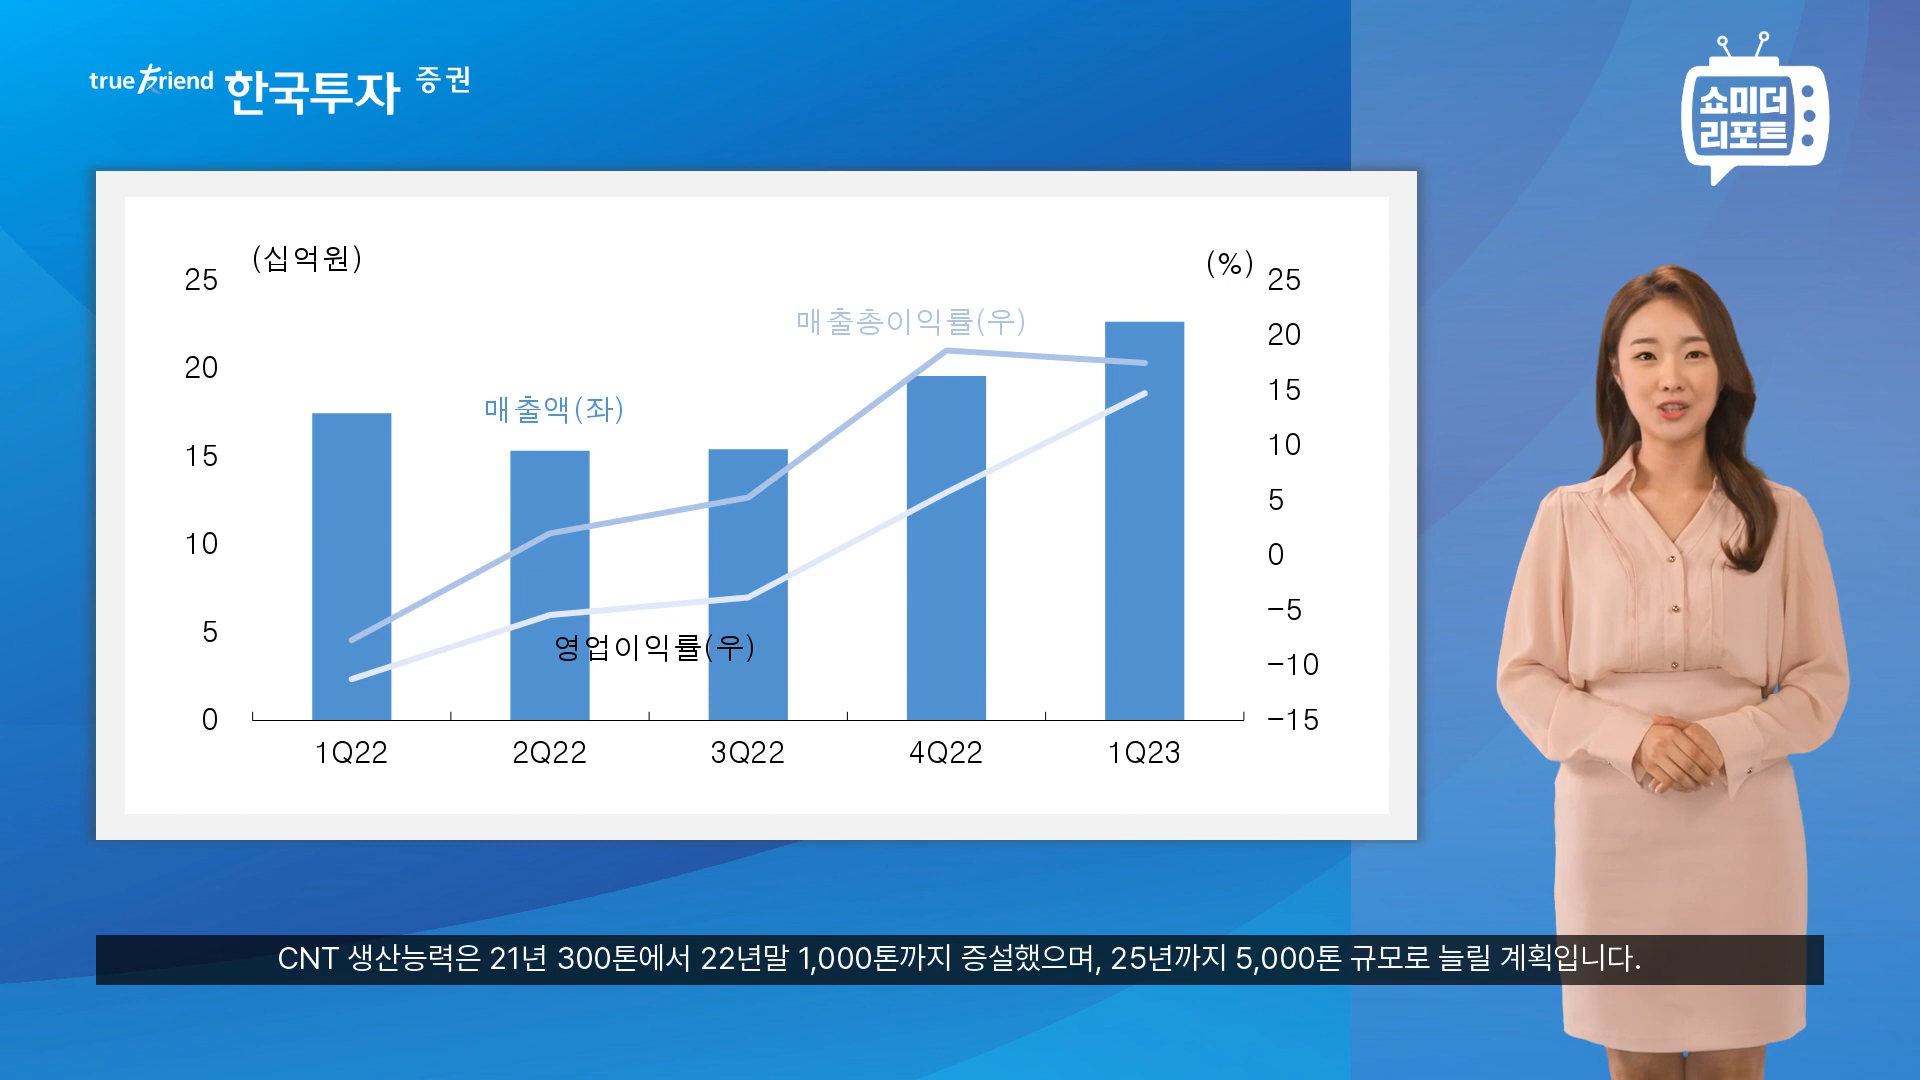 trueFriend 한국투자 증권
쇼미더
리포트
(십억원)
(%)
25
20
15
10
5
0
25
20
15
10
5
0
-5
-10
-15
매출총이익률(우)
매출액(좌)
영업이익률(우)
1Q22 2Q22 3Q22 4Q22 1Q23
CNT 생산능력은 21년 300톤에서 22년말 1,000톤까지 증설했으며, 25년까지 5,000톤 규모로 늘릴 계획입니다.